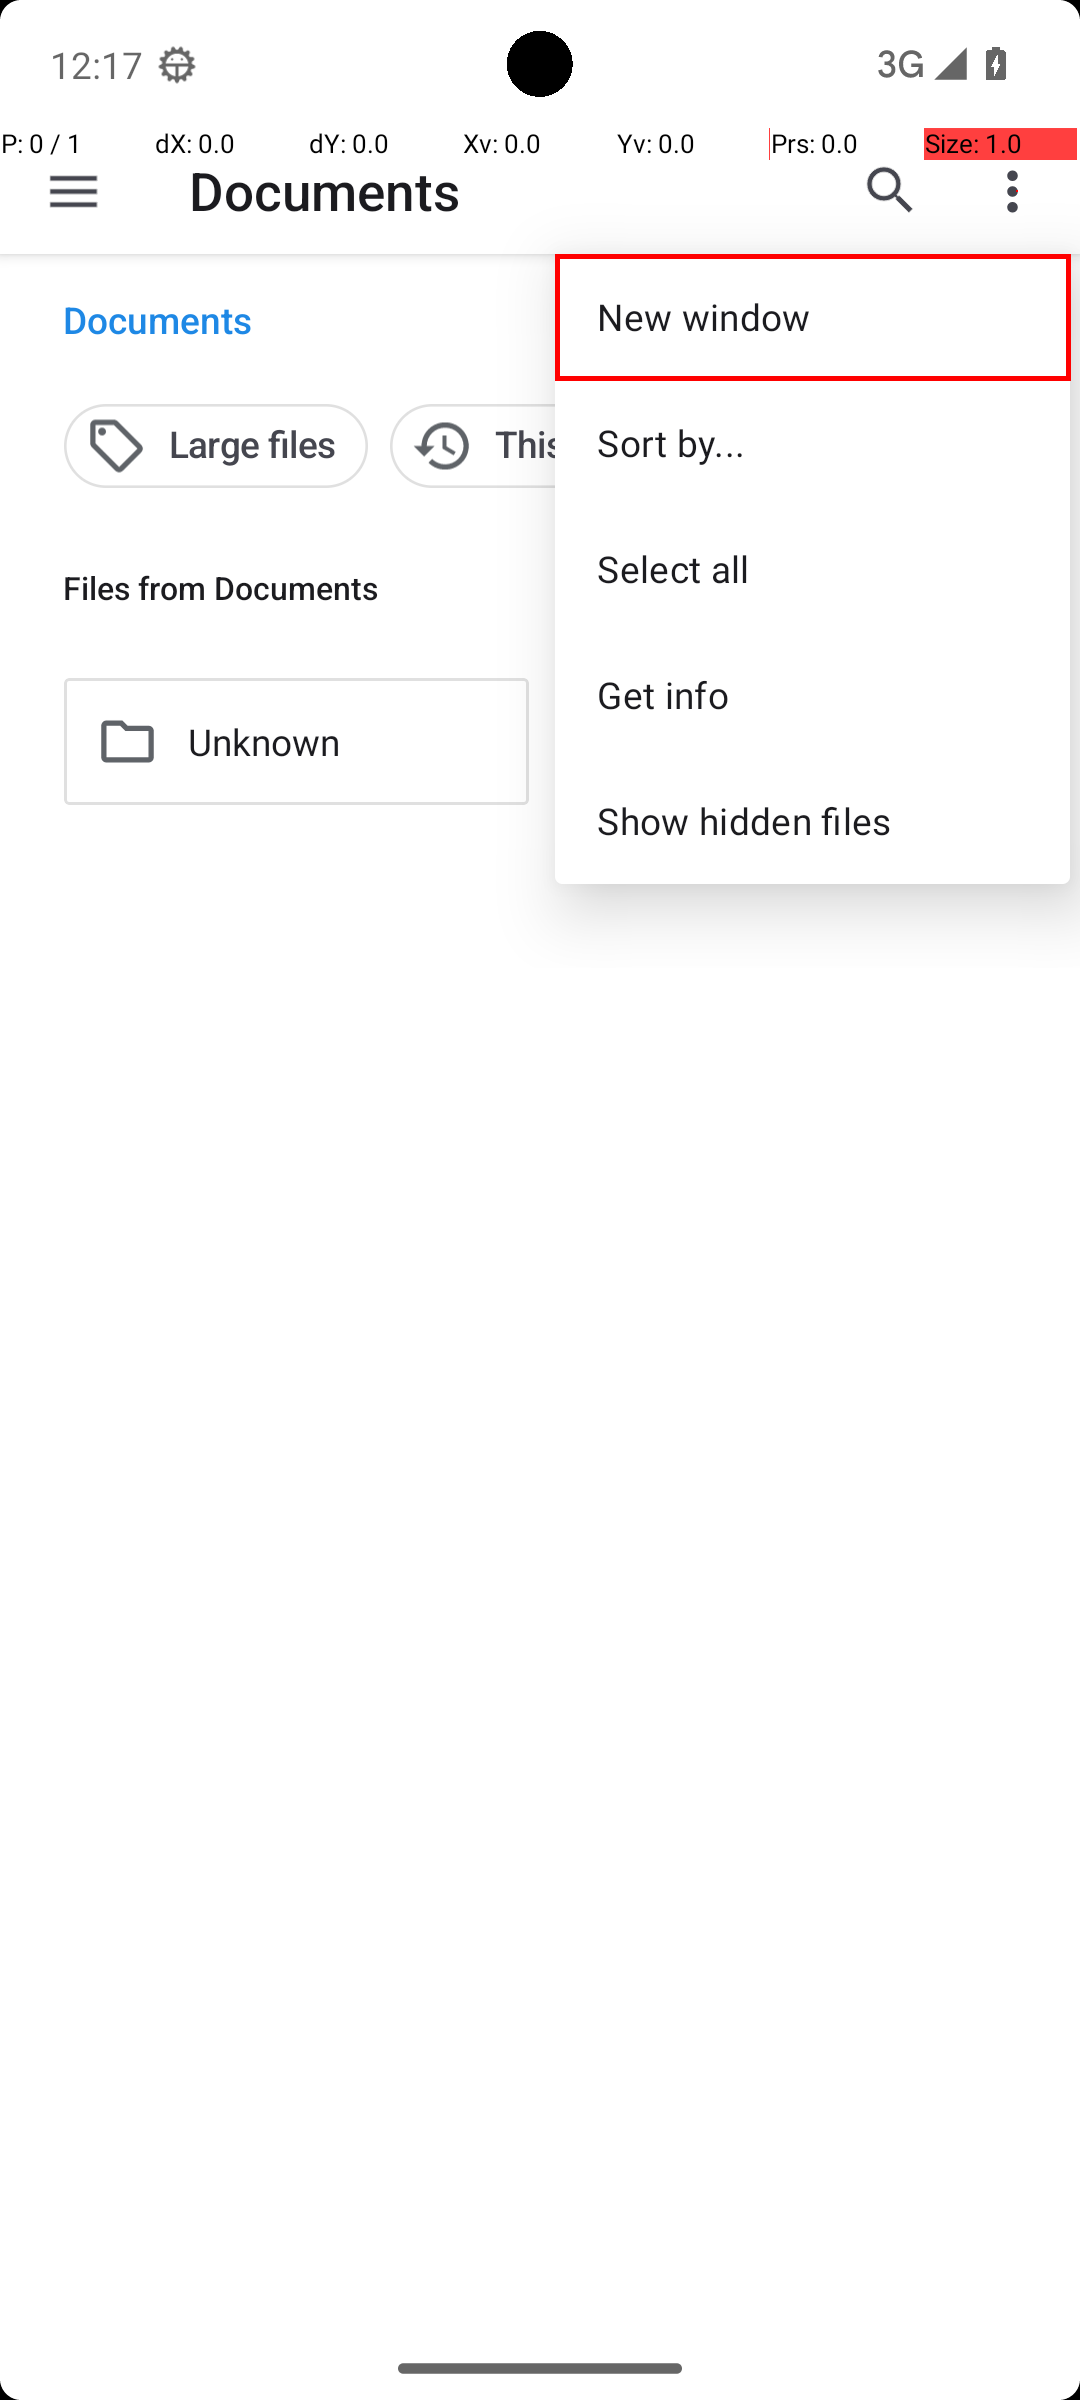 12:17
3G
P: 0 / 1 dX: 0.0 dY: 0.0 Xv: 0.0 Yv: 0.0 Prs: 0.0 Size: 1.0
Documents
Documents
New window
Large files
This
Sort by...
Select all
Files from Documents
Get info
Unknown
Show hidden files